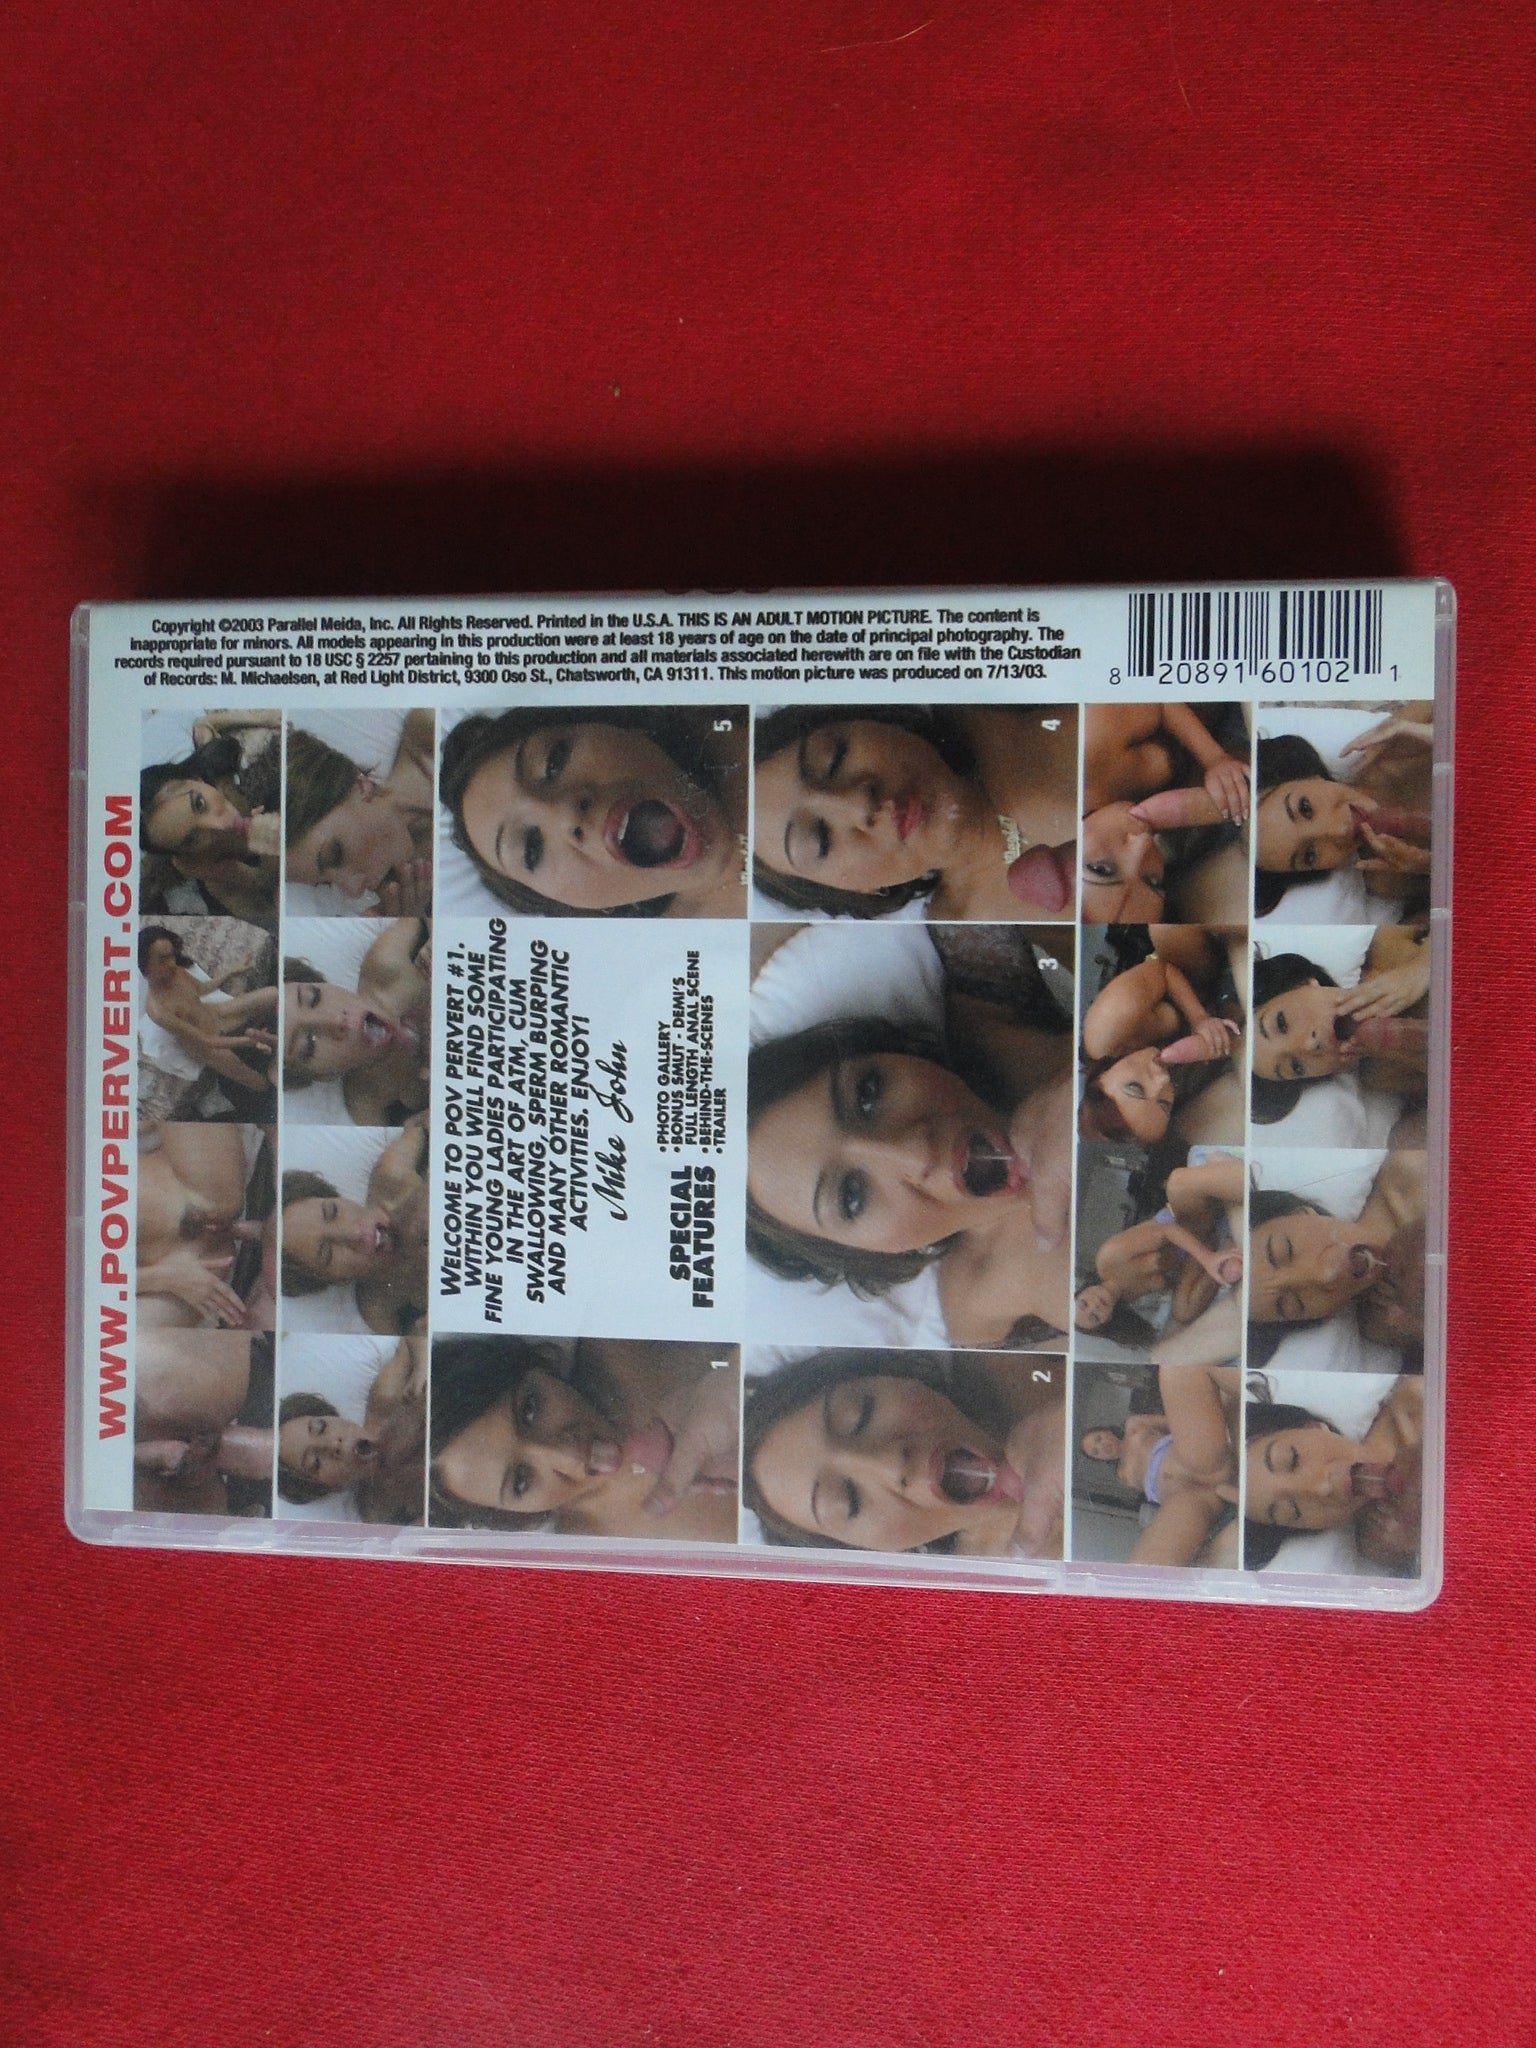 Copyright ©2003 Parallel Meida, Inc. All Rights Reserved. Printed in the U.S.A. THIS IS AN ADULT MOTION PICTURE. The content is
inappropriate for minors. All models appearing in this production were at least 18 years of age on the date of principal photography. The
records required pursuant to 18 USC § 2257 pertaining to this production and all materials associated herewith are on file with the Custodian
of Records: M. Michaelsen, at Red Light District, 9300 Oso St., Chatsworth, CA 91311. This motion picture was produced on 7/13/03.
8 20891 60102 1
WWW.POVPERVERT.COM
WELCOME TO POV PERVERT #1.
WITHIN YOU WILL FIND SOME
FINE YOUNG LADIES PARTICIPATING
IN THE ART OF ATM, CUM
SWALLOWING, SPERM BURPING
AND MANY OTHER ROMANTIC
ACTIVITIES. ENJOY!
Mike John
SPECIAL
FEATURES
• PHOTO GALLERY
• BONUS SMUT - DEMI'S
FULL LENGTH ANAL SCENE
• BEHIND-THE-SCENES
• TRAILER
1
2
3
4
5